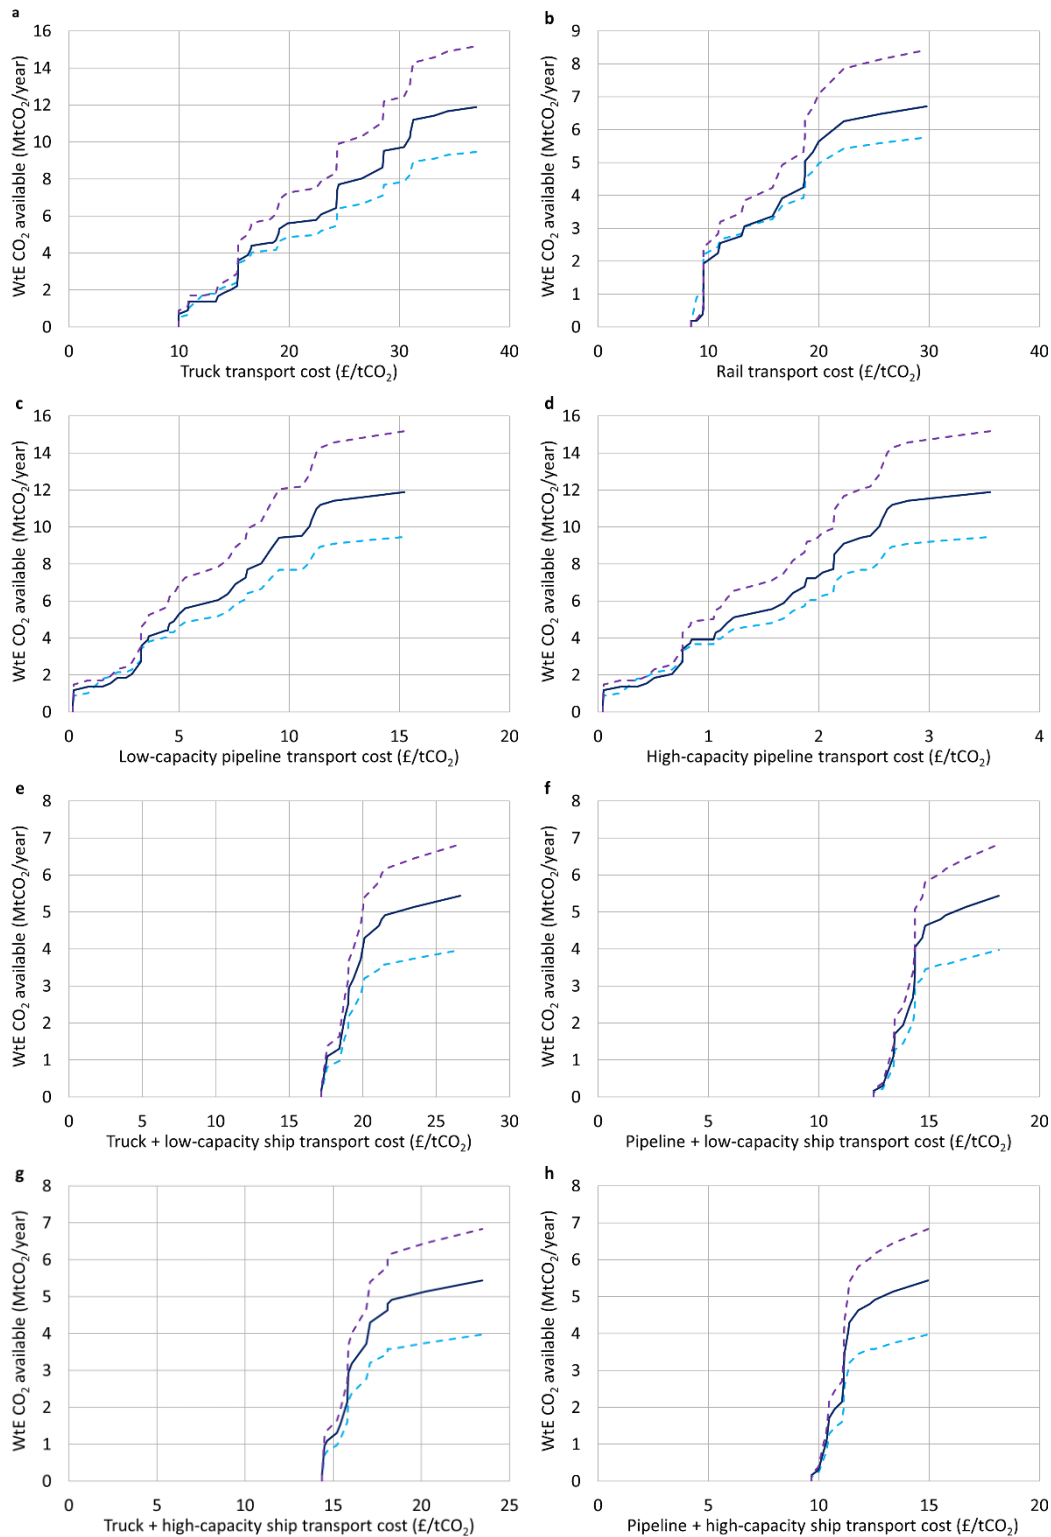 a
WtE CO₂ available (MtCO₂/year)
16
14
12
10
8
6
4
2
0
0 10 20 30 40
Truck transport cost (£/tCO₂)
b
WtE CO₂ available (MtCO₂/year)
9
8
7
6
5
4
3
2
1
0
0 10 20 30 40
Rail transport cost (£/tCO₂)
c
WtE CO₂ available (MtCO₂/year)
16
14
12
10
8
6
4
2
0
0 5 10 15 20
Low-capacity pipeline transport cost (£/tCO₂)
d
WtE CO₂ available (MtCO₂/year)
16
14
12
10
8
6
4
2
0
0 1 2 3 4
High-capacity pipeline transport cost (£/tCO₂)
e
WtE CO₂ available (MtCO₂/year)
8
7
6
5
4
3
2
1
0
0 5 10 15 20 25 30
Truck + low-capacity ship transport cost (£/tCO₂)
f
WtE CO₂ available (MtCO₂/year)
8
7
6
5
4
3
2
1
0
0 5 10 15 20
Pipeline + low-capacity ship transport cost (£/tCO₂)
g
WtE CO₂ available (MtCO₂/year)
8
7
6
5
4
3
2
1
0
0 5 10 15 20 25
Truck + high-capacity ship transport cost (£/tCO₂)
h
WtE CO₂ available (MtCO₂/year)
8
7
6
5
4
3
2
1
0
0 5 10 15 20
Pipeline + high-capacity ship transport cost (£/tCO₂)